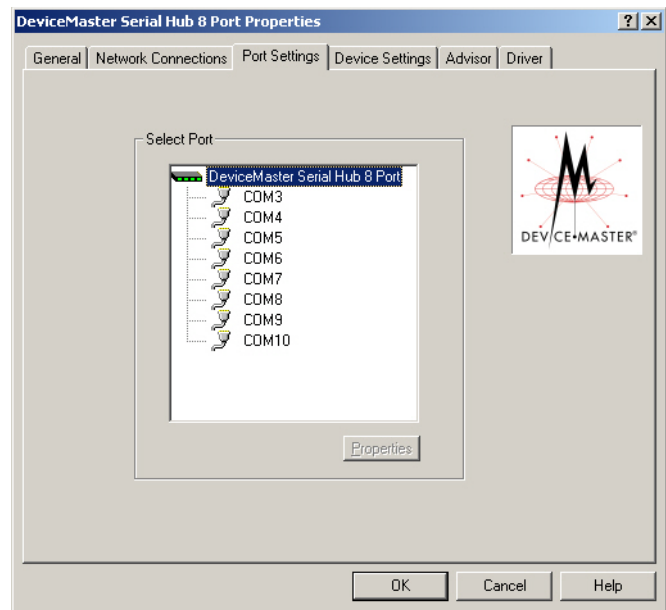 DeviceMaster Serial Hub 8 Port Properties
? X
General Network Connections Port Settings Device Settings Advisor Driver
Select Port
DeviceMaster Serial Hub 8 Port
COM3
COM4
COM5
COM6
COM7
COM8
COM9
COM10
DEVICE•MASTER®
Properties
OK Cancel Help